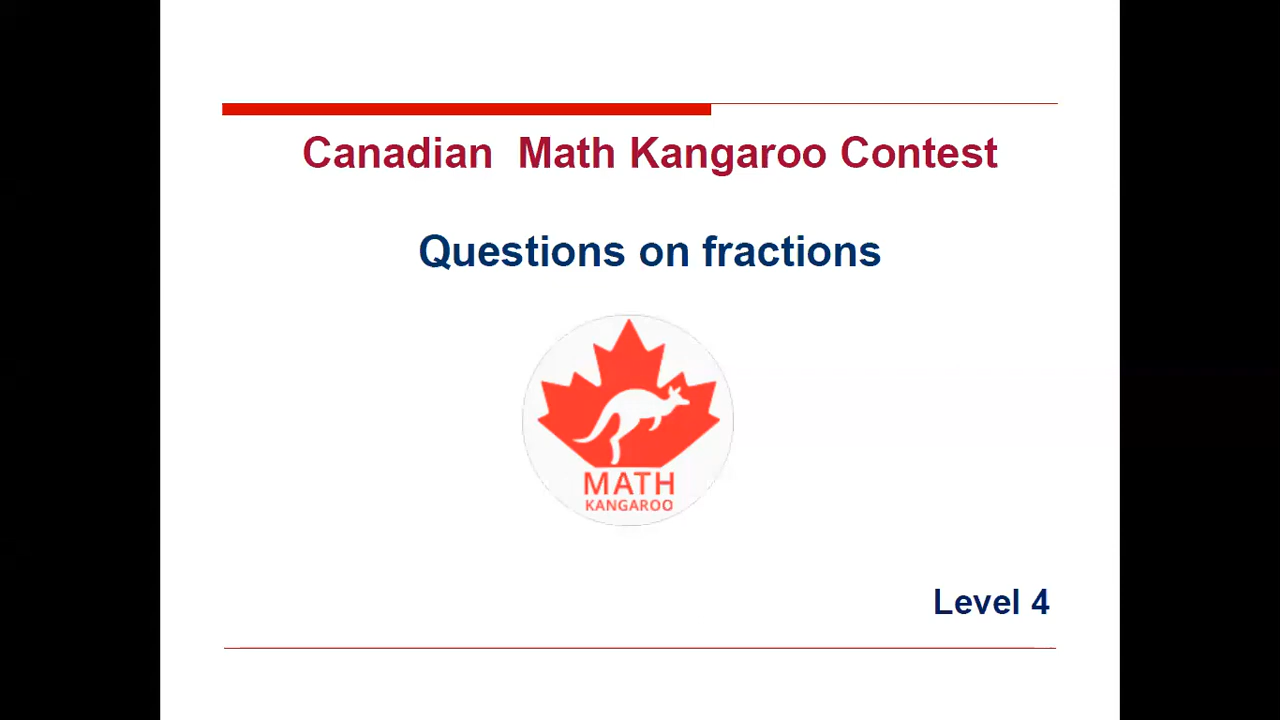 Canadian Math Kangaroo Contest
Questions on fractions
MATH
KANGAROO
Level 4